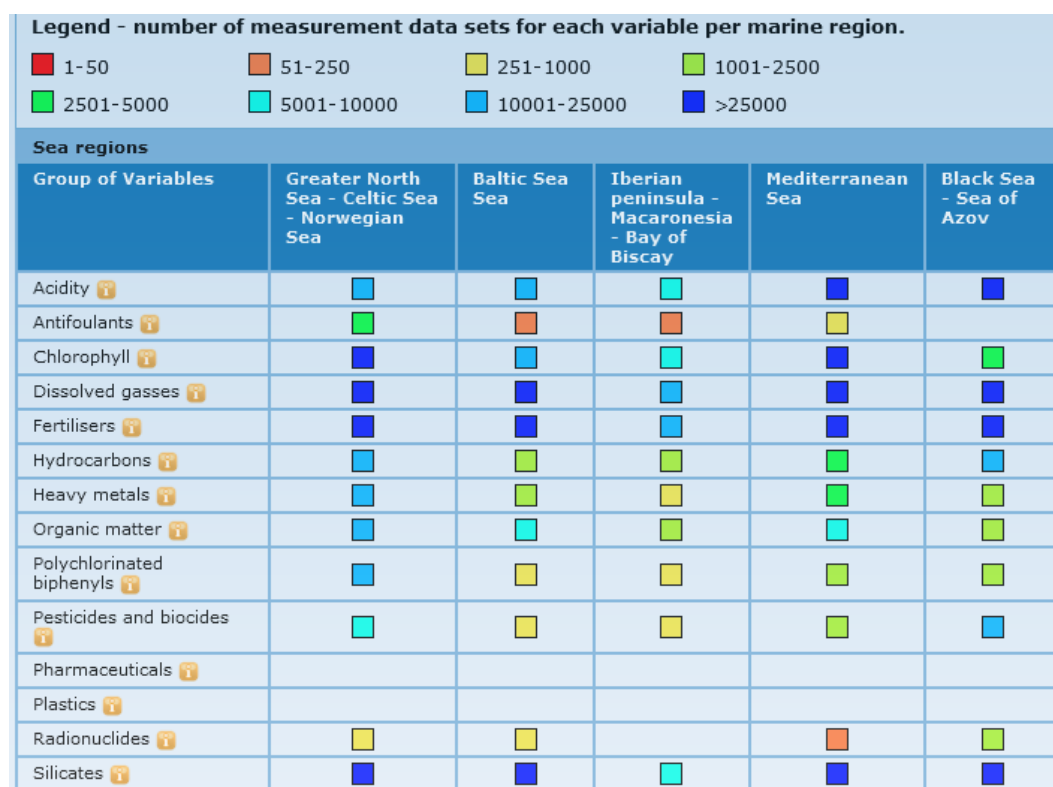 Legend - number of measurement data sets for each variable per marine region.
1-50 51-250 251-1000 1001-2500
2501-5000 5001-10000 10001-25000 >25000
Sea regions
Group of Variables
Greater North
Sea - Celtic Sea
- Norwegian
Sea
Baltic Sea
Sea
Iberian
peninsula -
Macaronesia
- Bay of
Biscay
Mediterranean
Sea
Black Sea
- Sea of
Azov
Acidity
Antifoulants
Chlorophyll
Dissolved gasses
Fertilisers
Hydrocarbons
Heavy metals
Organic matter
Polychlorinated
biphenyls
Pesticides and biocides
Pharmaceuticals
Plastics
Radionuclides
Silicates